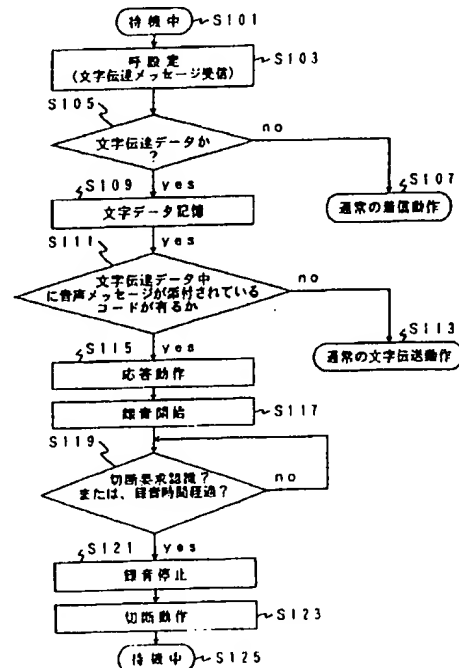 待機中 S101
呼設定 S103
(文字伝達メッセージ受信)
S105
文字伝達データか
?
no
S107
通常の着信動作
S109 yes
文字データ記憶
S111 yes
文字伝達データ中
に音声メッセージが添付されている
コードが有るか
no
S113
通常の文字伝送動作
S115 yes
応答動作
録音開始 S117
S119
切断要求認識?
または、録音時間経過?
no
S121 yes
録音停止
切断動作 S123
待機中 S125